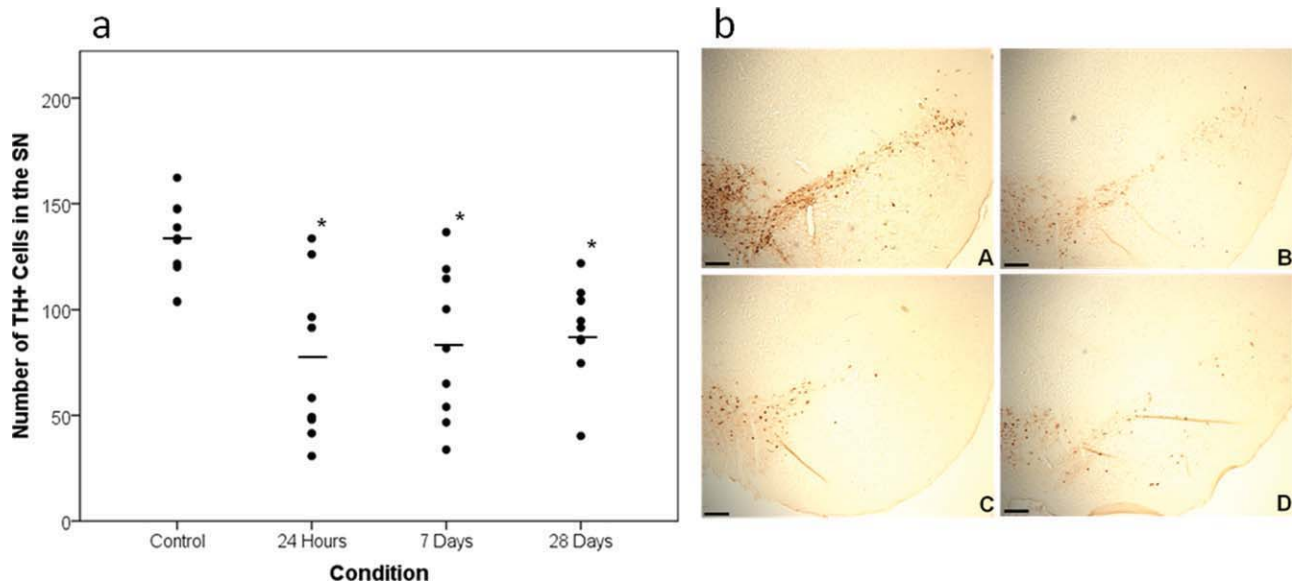 a
b
Number of TH+ Cells in the SN
200
150
100
50
0
*
*
*
Control
24 Hours
7 Days
28 Days
Condition
A
B
C
D